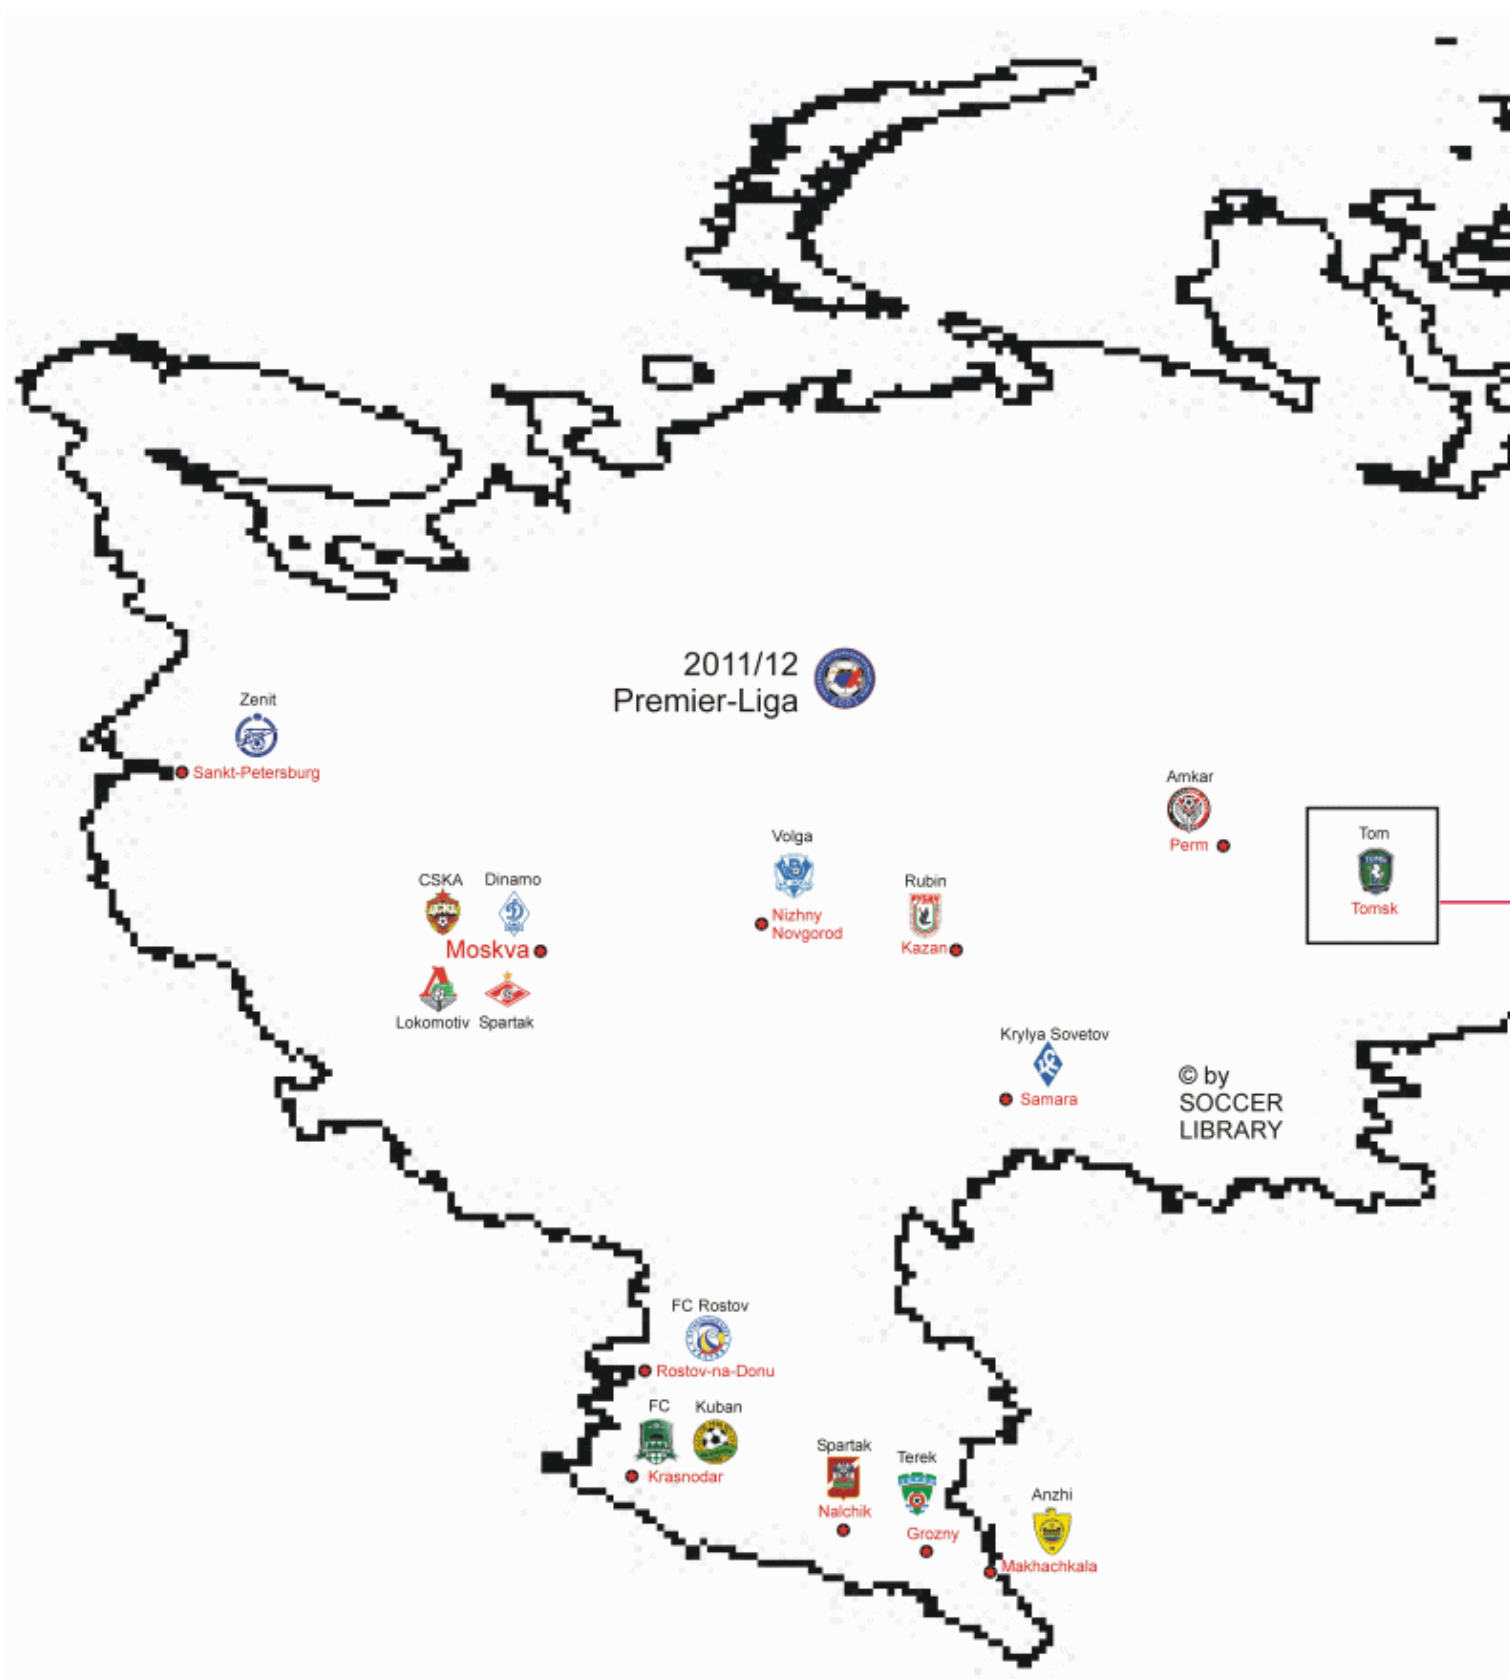 2011/12
Premier-Liga
Zenit
Sankt-Petersburg
Amkar
Perm
Tom
Tomsk
Volga
Nizhny
Novgorod
Rubin
Kazan
CSKA Dinamo
Moskva
Lokomotiv Spartak
Krylya Sovetov
Samara
© by
SOCCER
LIBRARY
FC Rostov
Rostov-na-Donu
FC Kuban
Krasnodar
Spartak
Nalchik
Terek
Grozny
Anzhi
Makhachkala